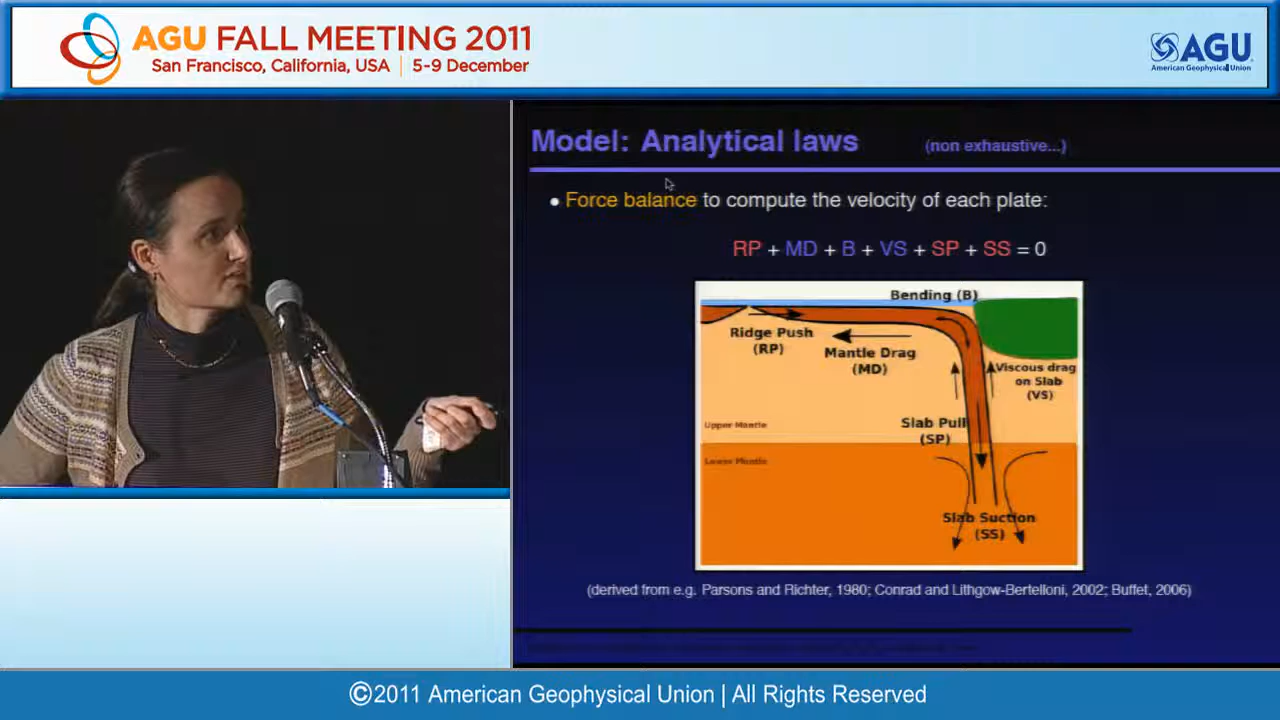 AGU FALL MEETING 2011
San Francisco, California, USA | 5-9 December
AGU
American Geophysical Union
Model: Analytical laws (non exhaustive...)
• Force balance to compute the velocity of each plate:
RP + MD + B + VS + SP + SS = 0
Bending (B)
Ridge Push
(RP)
Mantle Drag
(MD)
Viscous drag
on Slab
(VS)
Slab Pull
(SP)
Upper Mantle
Lower Mantle
Slab Suction
(SS)
(derived from e.g. Parsons and Richter, 1980; Conrad and Lithgow-Bertelloni, 2002; Buffet, 2006)
©2011 American Geophysical Union | All Rights Reserved